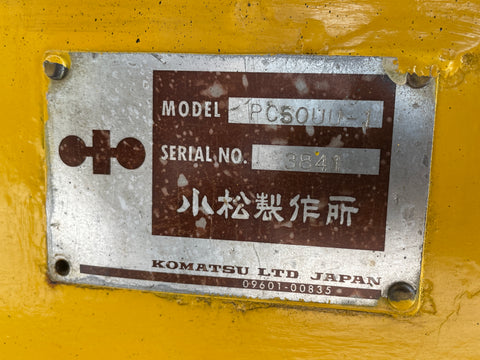 MODEL PC50UU-1
SERIAL NO. 3841
小松製作所
KOMATSU LTD JAPAN
09601-00835